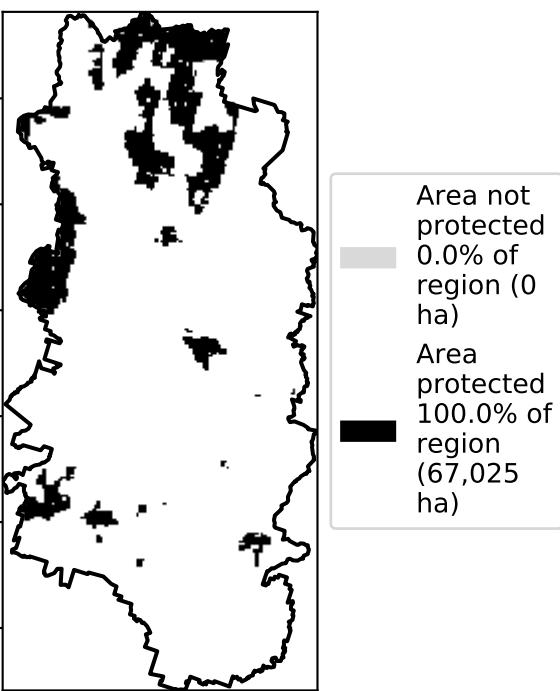 Area not
protected
0.0% of
region (0
ha)
Area
protected
100.0% of
region
(67,025
ha)